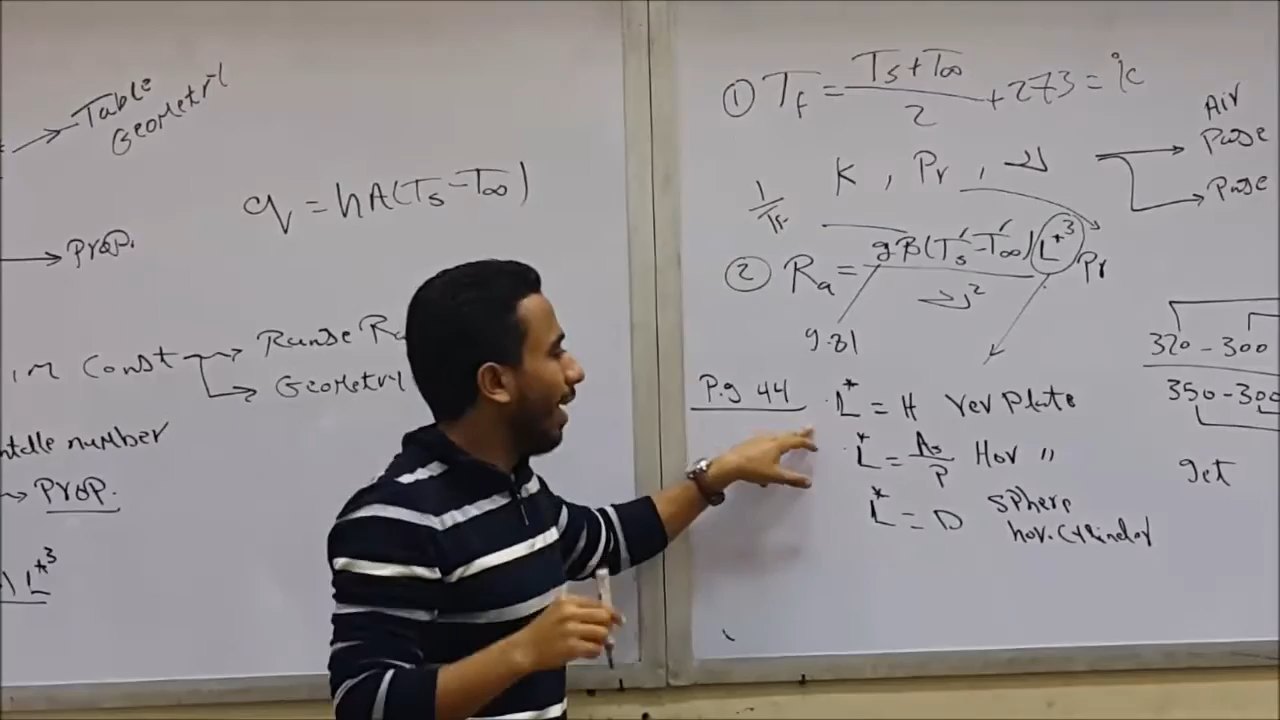 Table
Geometry
q = hA(Ts - T∞)
→ Prop.
Const → Range Ra
→ Geometry
number
→ Prop.
L*³
① Tf = (Ts + T∞)/2 + 273 = K
K , Pr , ν
Air
Page
Page
1/Tf
② Ra = gβ(Ts' - T∞')L*³/ν² Pr
9.81
P.g 44
L* = H Ver Plate
L* = As/P Hor "
L* = D Sphere
hor. Cylinder
320 - 300
350 - 300
get